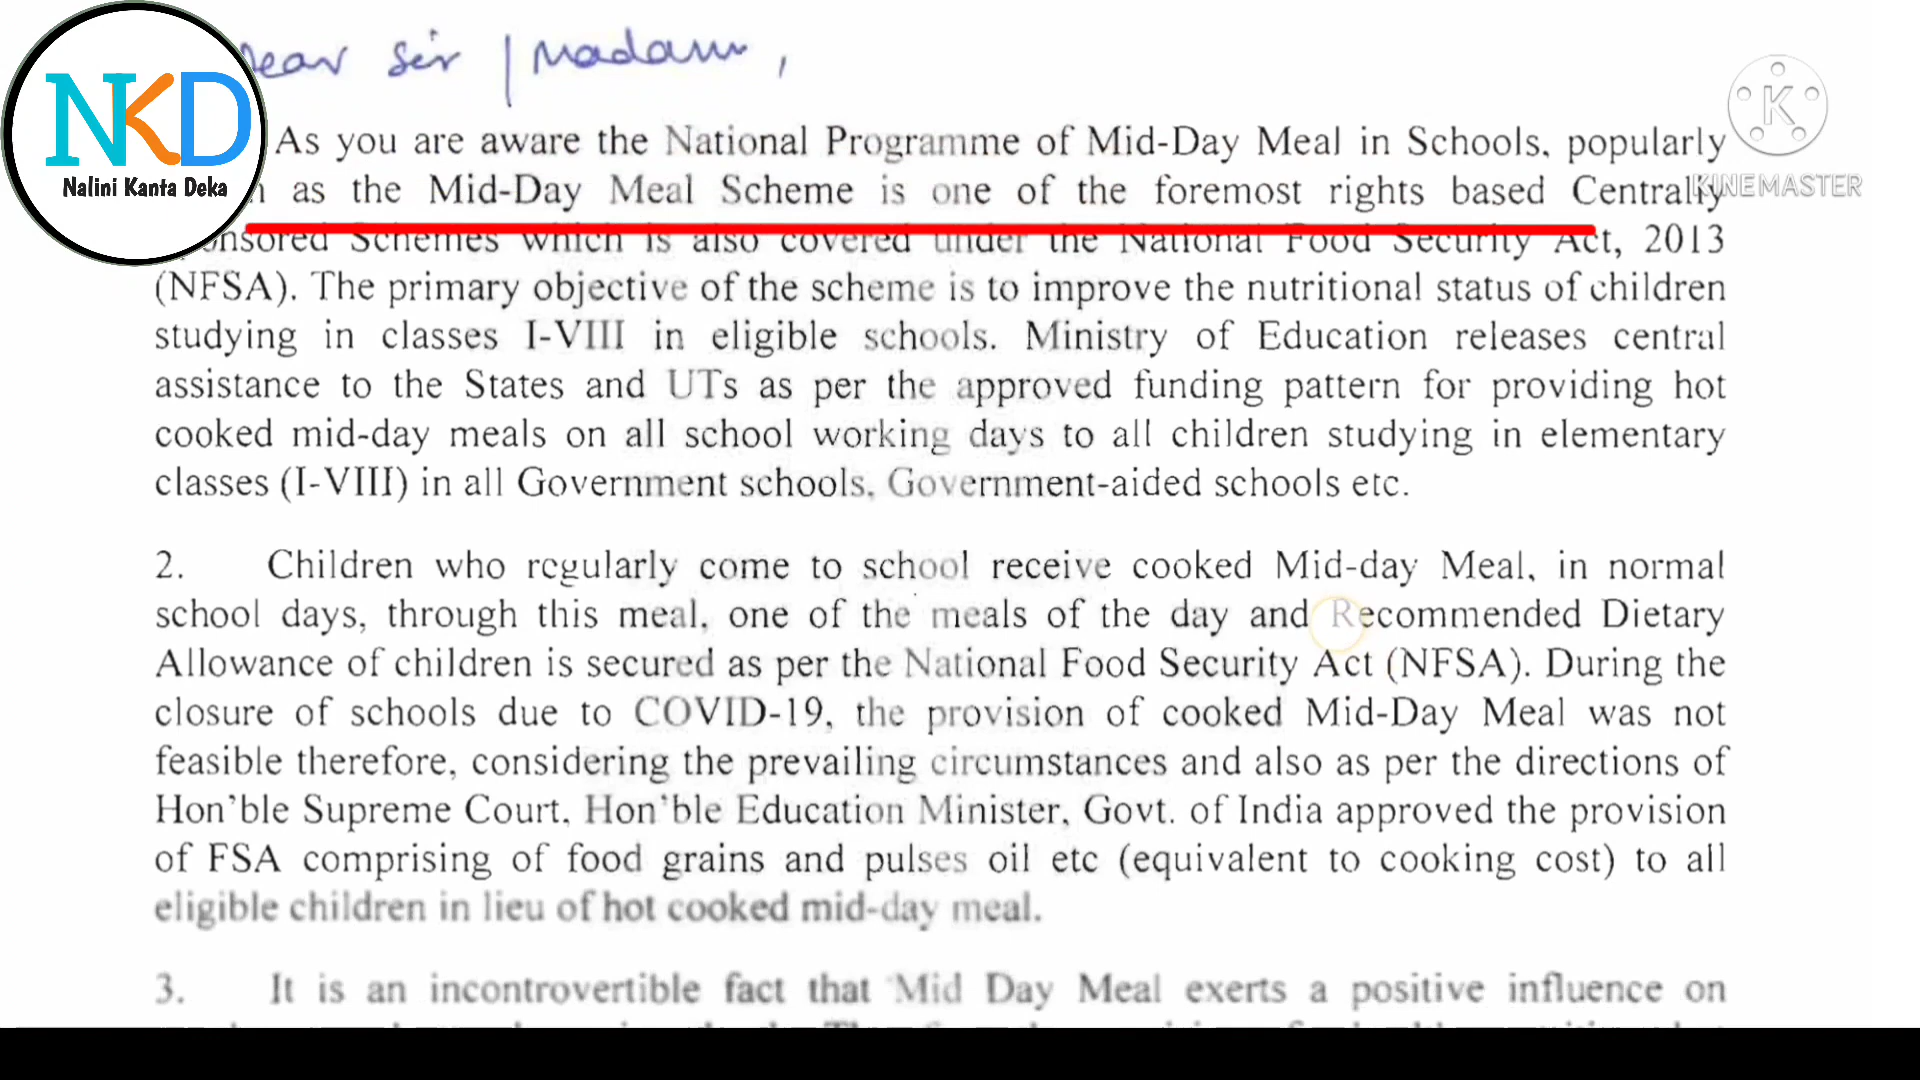 ear Sir / Madam,
As you are aware the National Programme of Mid-Day Meal in Schools, popularly
as the Mid-Day Meal Scheme is one of the foremost rights based Centrally
onsored Schemes which is also covered under the National Food Security Act, 2013
(NFSA). The primary objective of the scheme is to improve the nutritional status of children
studying in classes I-VIII in eligible schools. Ministry of Education releases central
assistance to the States and UTs as per the approved funding pattern for providing hot
cooked mid-day meals on all school working days to all children studying in elementary
classes (I-VIII) in all Government schools, Government-aided schools etc.
2. Children who regularly come to school receive cooked Mid-day Meal, in normal
school days, through this meal, one of the meals of the day and Recommended Dietary
Allowance of children is secured as per the National Food Security Act (NFSA). During the
closure of schools due to COVID-19, the provision of cooked Mid-Day Meal was not
feasible therefore, considering the prevailing circumstances and also as per the directions of
Hon'ble Supreme Court, Hon'ble Education Minister, Govt. of India approved the provision
of FSA comprising of food grains and pulses oil etc (equivalent to cooking cost) to all
eligible children in lieu of hot cooked mid-day meal.
3. It is an incontrovertible fact that Mid Day Meal exerts a positive influence on
NKD
Nalini Kanta Deka
K
KINEMASTER